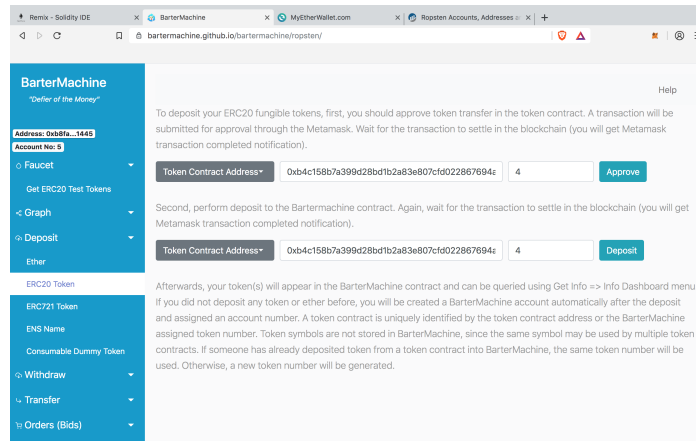 Remix - Solidity IDE
BarterMachine
MyEtherWallet.com
Ropsten Accounts, Addresses a
bartermachine.github.io/bartermachine/ropsten/
BarterMachine
"Defier of the Money"
Address: 0xb8fa...1445
Account No: 5
Faucet
Get ERC20 Test Tokens
Graph
Deposit
Ether
ERC20 Token
ERC721 Token
ENS Name
Consumable Dummy Token
Withdraw
Transfer
Orders (Bids)
Help
To deposit your ERC20 fungible tokens, first, you should approve token transfer in the token contract. A transaction will be
submitted for approval through the Metamask. Wait for the transaction to settle in the blockchain (you will get Metamask
transaction completed notification).
Token Contract Address 0xb4c158b7a399d28bd1b2a83e807cfd022867694a 4 Approve
Second, perform deposit to the Bartermachine contract. Again, wait for the transaction to settle in the blockchain (you will get
Metamask transaction completed notification).
Token Contract Address 0xb4c158b7a399d28bd1b2a83e807cfd022867694a 4 Deposit
Afterwards, your token(s) will appear in the BarterMachine contract and can be queried using Get Info => Info Dashboard menu
If you did not deposit any token or ether before, you will be created a BarterMachine account automatically after the deposit
and assigned an account number. A token contract is uniquely identified by the token contract address or the BarterMachine
assigned token number. Token symbols are not stored in BarterMachine, since the same symbol may be used by multiple token
contracts. If someone has already deposited token from a token contract into BarterMachine, the same token number will be
used. Otherwise, a new token number will be generated.